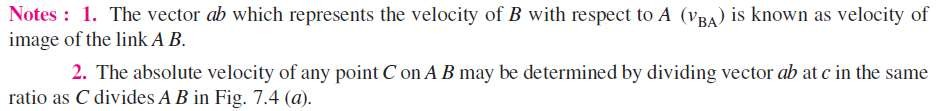 Notes : 1. The vector ab which represents the velocity of B with respect to A (vBA) is known as velocity of
image of the link A B.
2. The absolute velocity of any point C on A B may be determined by dividing vector ab at c in the same
ratio as C divides A B in Fig. 7.4 (a).